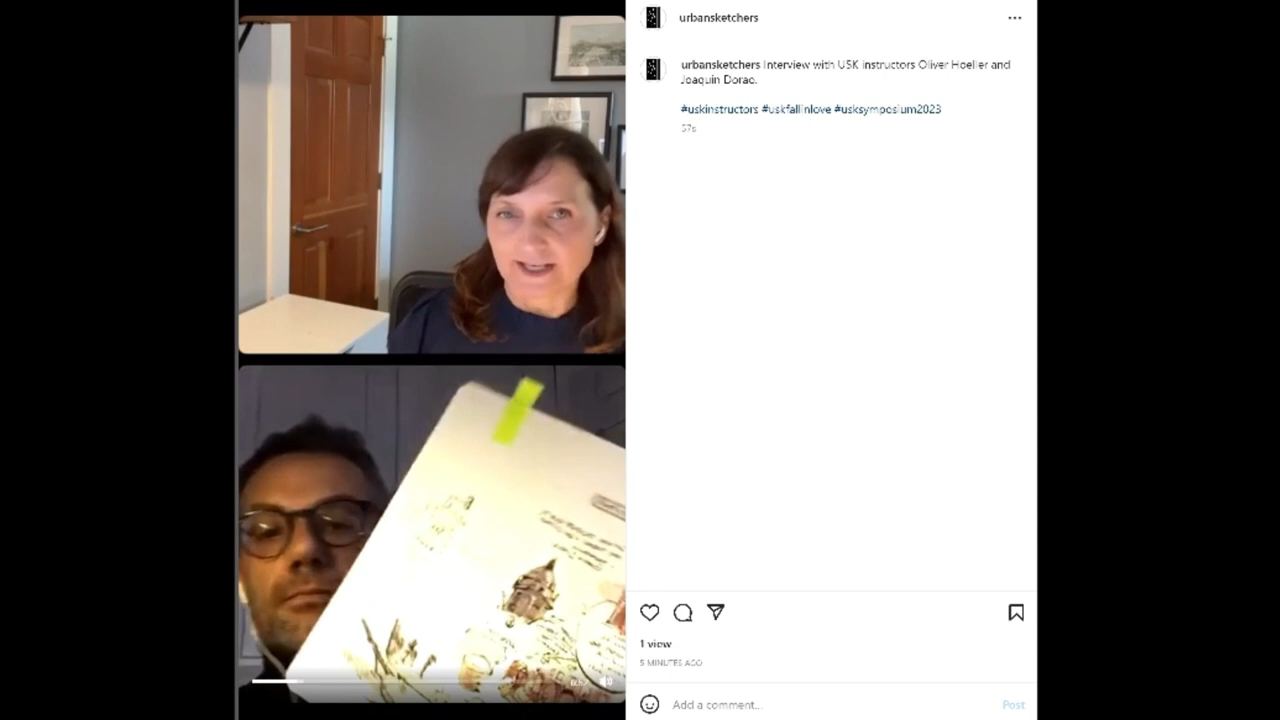 urbansketchers
urbansketchers Interview with USK instructors Oliver Hoeller and
Joaquin Dorao.
#uskinstructors #uskfallinlove #usksymposium2023
57s
1 view
5 MINUTES AGO
Add a comment...
Post